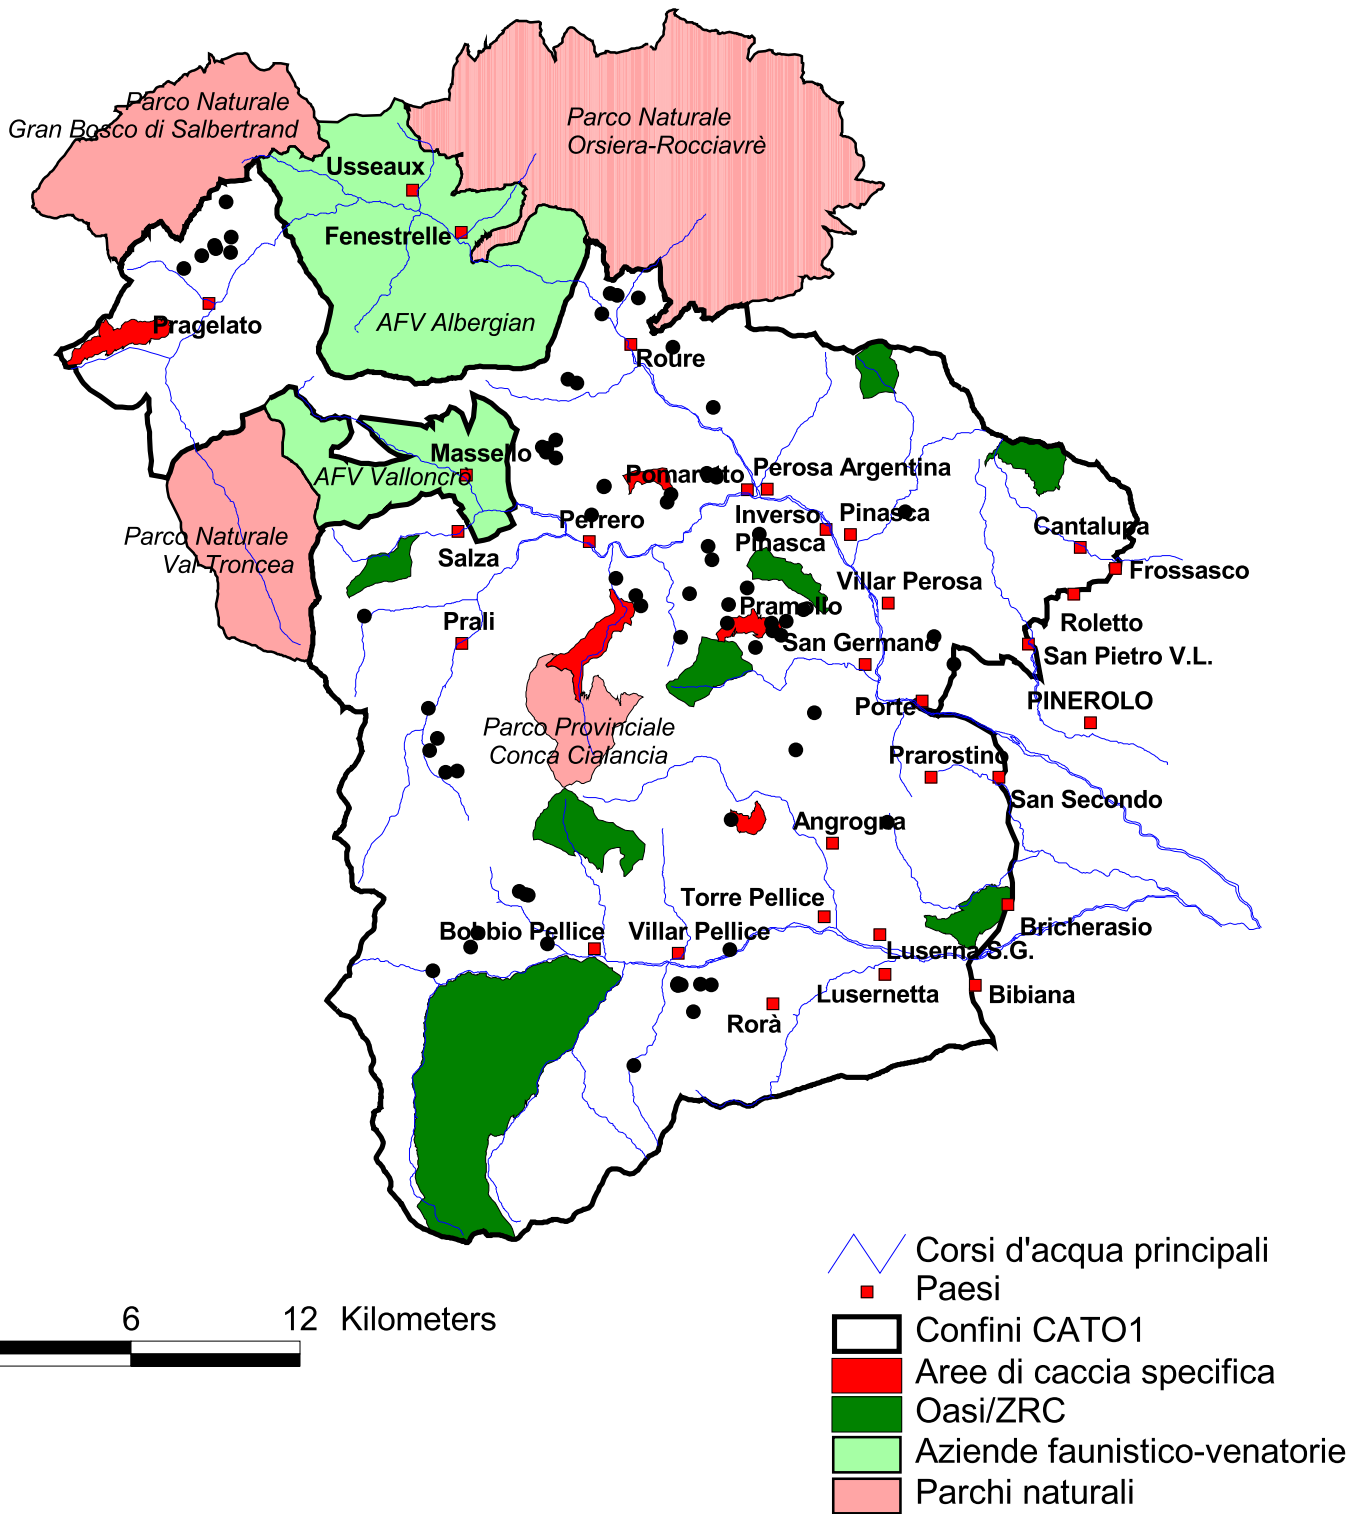 Parco Naturale
Gran Bosco di Salbertrand
Parco Naturale
Orsiera-Rocciavrè
Usseaux
Fenestrelle
AFV Albergian
Pragelato
Roure
Massello
AFV Valloncrò
Pomaretto
Perosa Argentina
Parco Naturale
Val Troncea
Perrero
Inverso
Pinasca
Pinasca
Cantalupa
Salza
Frossasco
Villar Perosa
Pramollo
Roletto
Prali
San Germano
San Pietro V.L.
Porte
PINEROLO
Parco Provinciale
Conca Cialancia
Prarostino
San Secondo
Angrogna
Torre Pellice
Bobbio Pellice
Villar Pellice
Bricherasio
Luserna S.G.
Lusernetta
Bibiana
Rorà
6
12 Kilometers
Corsi d'acqua principali
Paesi
Confini CATO1
Aree di caccia specifica
Oasi/ZRC
Aziende faunistico-venatorie
Parchi naturali